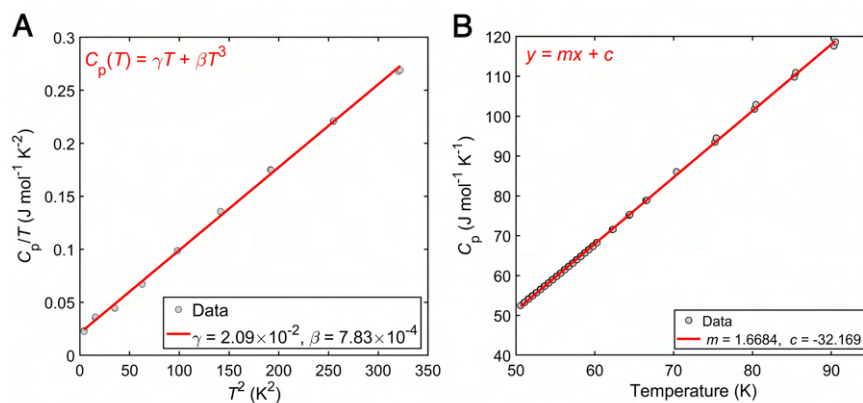 A
C_p(T) = γT + βT³
0.3
0.25
0.2
0.15
0.1
0.05
0
C_p/T (J mol⁻¹ K⁻²)
Data
γ = 2.09×10⁻², β = 7.83×10⁻⁴
0 50 100 150 200 250 300 350
T² (K²)
B
y = mx + c
120
110
100
90
80
70
60
50
40
C_p (J mol⁻¹ K⁻¹)
Data
m = 1.6684, c = -32.169
50 60 70 80 90
Temperature (K)